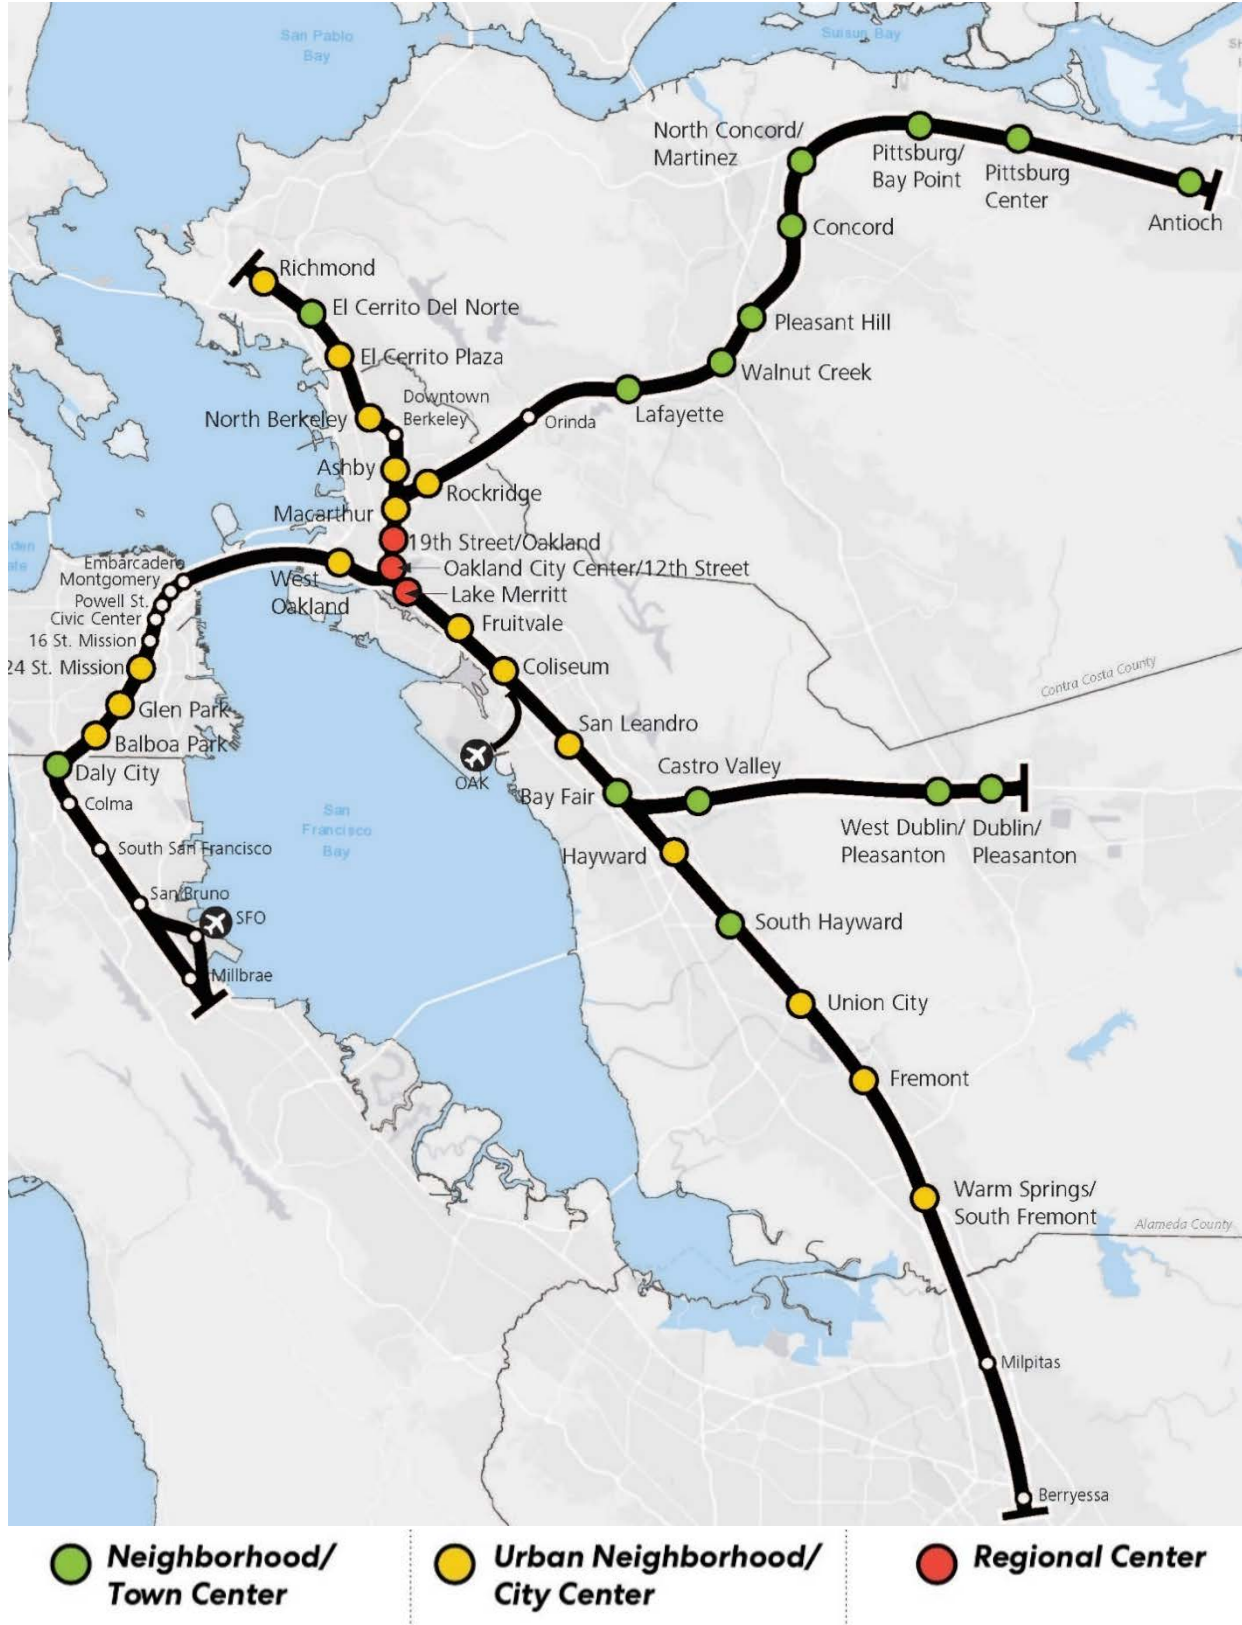 San Pablo
Bay
Suisun Bay
North Concord/
Martinez
Pittsburg/
Bay Point
Pittsburg
Center
Antioch
Concord
Richmond
El Cerrito Del Norte
Pleasant Hill
El Cerrito Plaza
Walnut Creek
Downtown
Berkeley
North Berkeley
Lafayette
Orinda
Ashby
Rockridge
Macarthur
19th Street/Oakland
Embarcadero
Oakland City Center/12th Street
Montgomery
West
Oakland
Lake Merritt
Powell St.
Civic Center
Fruitvale
16 St. Mission
24 St. Mission
Coliseum
Contra Costa County
Glen Park
San Leandro
Balboa Park
OAK
Castro Valley
Daly City
Bay Fair
Colma
San
Francisco
Bay
West Dublin/
Pleasanton
Dublin/
Pleasanton
South San Francisco
Hayward
San Bruno
SFO
South Hayward
Millbrae
Union City
Fremont
Warm Springs/
South Fremont
Alameda County
Milpitas
Berryessa
Neighborhood/
Town Center
Urban Neighborhood/
City Center
Regional Center